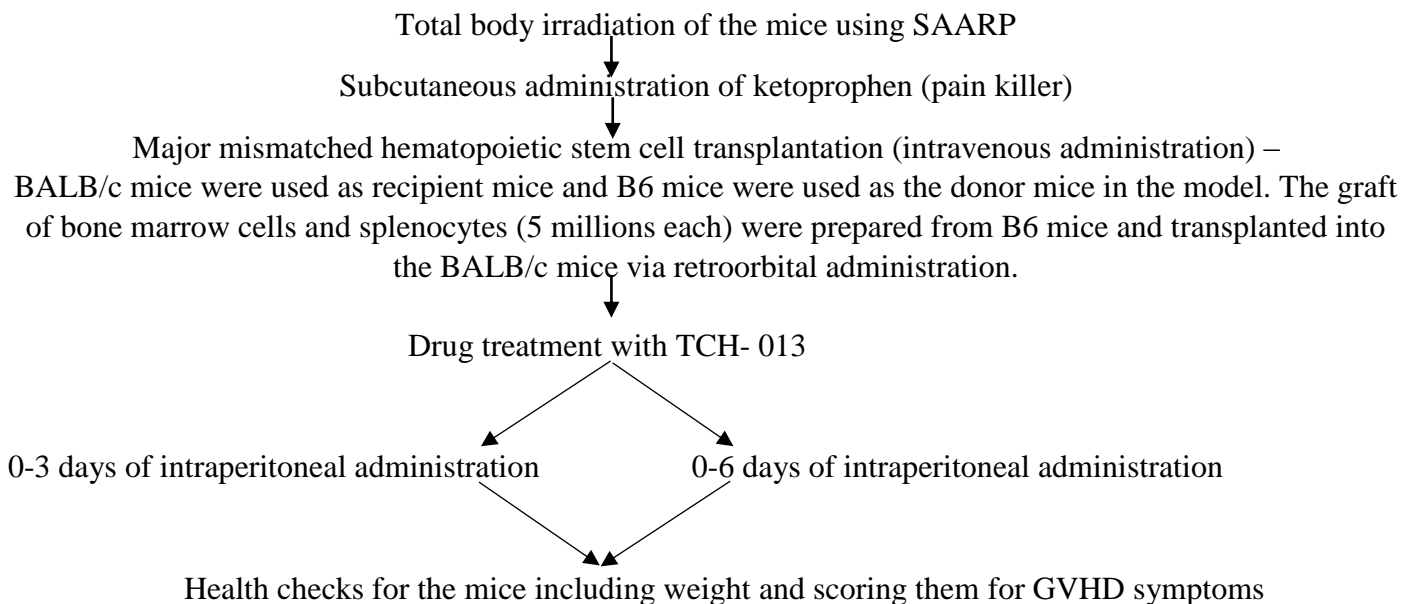 Total body irradiation of the mice using SAARP
Subcutaneous administration of ketoprophen (pain killer)
Major mismatched hematopoietic stem cell transplantation (intravenous administration) –
BALB/c mice were used as recipient mice and B6 mice were used as the donor mice in the model. The graft
of bone marrow cells and splenocytes (5 millions each) were prepared from B6 mice and transplanted into
the BALB/c mice via retroorbital administration.
Drug treatment with TCH- 013
0-3 days of intraperitoneal administration
0-6 days of intraperitoneal administration
Health checks for the mice including weight and scoring them for GVHD symptoms